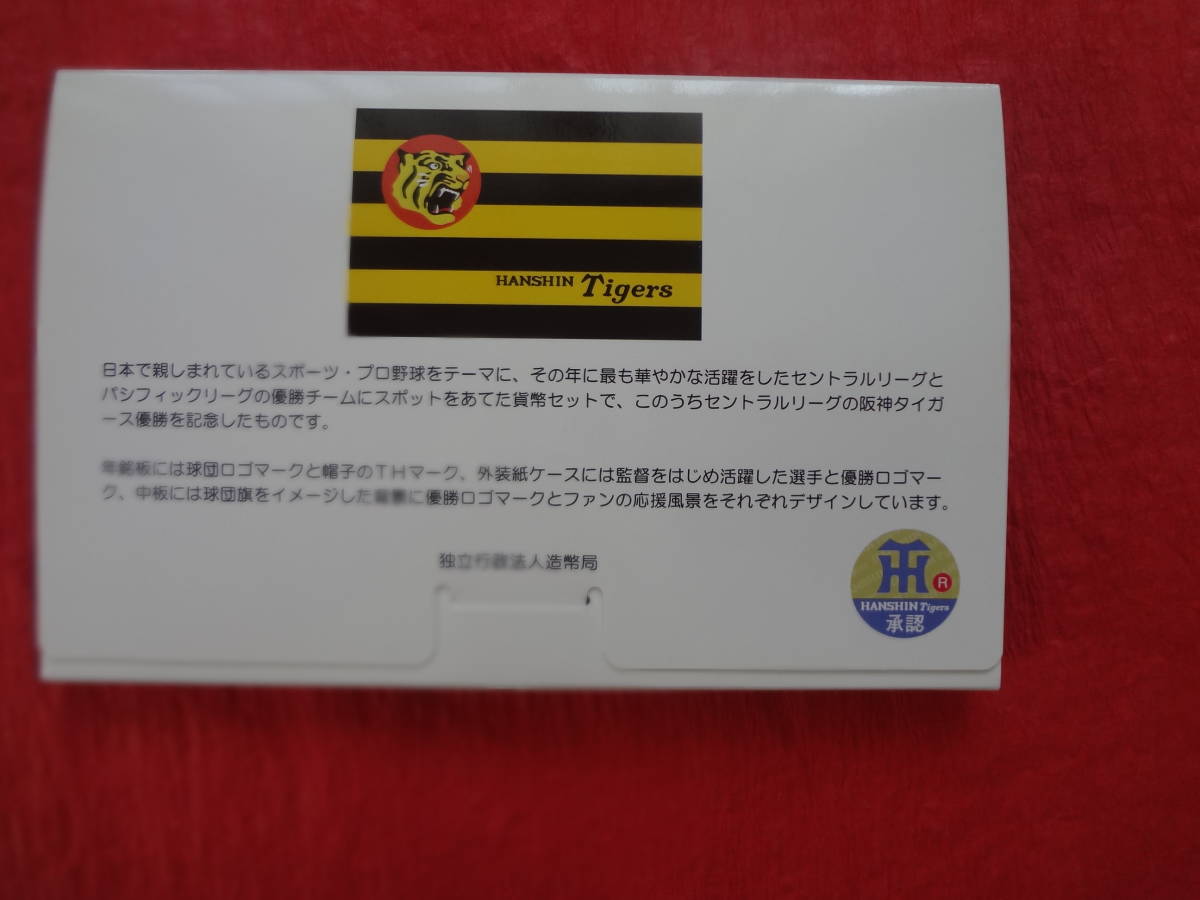 HANSHIN Tigers
日本で親しまれているスポーツ・プロ野球をテーマに、その年に最も華やかな活躍をしたセントラルリーグと
パシフィックリーグの優勝チームにスポットをあてた貨幣セットで、このうちセントラルリーグの阪神タイガ
ース優勝を記念したものです。
年銘板には球団ロゴマークと帽子のTHマーク、外装紙ケースには監督をはじめ活躍した選手と優勝ロゴマー
ク、中板には球団旗をイメージした背景に優勝ロゴマークとファンの応援風景をそれぞれデザインしています。
独立行政法人造幣局
TH R
HANSHIN Tigers
承認